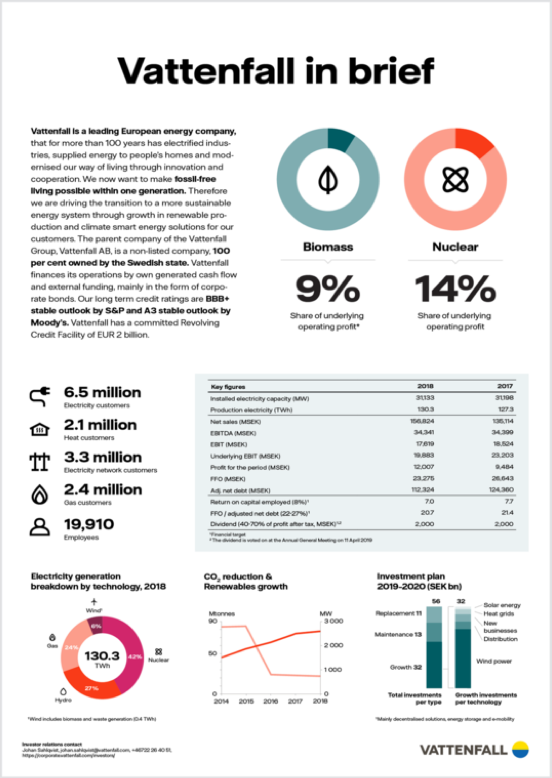 Vattenfall in brief
Vattenfall is a leading European energy company,
that for more than 100 years has electrified indus-
tries, supplied energy to people's homes and mod-
ernised our way of living through innovation and
cooperation. We now want to make fossil-free
living possible within one generation. Therefore
we are driving the transition to a more sustainable
energy system through growth in renewable pro-
duction and climate smart energy solutions for our
customers. The parent company of the Vattenfall
Group, Vattenfall AB, is a non-listed company, 100
per cent owned by the Swedish state. Vattenfall
finances its operations by own generated cash flow
and external funding, mainly in the form of corpo-
rate bonds. Our long term credit ratings are BBB+
stable outlook by S&P and A3 stable outlook by
Moody's. Vattenfall has a committed Revolving
Credit Facility of EUR 2 billion.
Biomass
9%
Share of underlying
operating profit*
Nuclear
14%
Share of underlying
operating profit
6.5 million
Electricity customers
2.1 million
Heat customers
3.3 million
Electricity network customers
2.4 million
Gas customers
19,910
Employees
Key figures 2018 2017
Installed electricity capacity (MW) 31,133 31,198
Production electricity (TWh) 130.3 127.3
Net sales (MSEK) 156,824 135,114
EBITDA (MSEK) 34,341 34,399
EBIT (MSEK) 17,619 18,524
Underlying EBIT (MSEK) 19,883 23,203
Profit for the period (MSEK) 12,007 9,484
FFO (MSEK) 23,275 26,643
Adj. net debt (MSEK) 112,324 124,360
Return on capital employed (8%)¹ 7.0 7.7
FFO / adjusted net debt (22-27%)¹ 20.7 21.4
Dividend (40-70% of profit after tax, MSEK)¹,² 2,000 2,000
¹Financial target
² The dividend is voted on at the Annual General Meeting on 11 April 2019
Electricity generation
breakdown by technology, 2018
Wind¹
6%
Gas
24%
130.3
TWh
42%
Nuclear
27%
Hydro
¹Wind includes biomass and waste generation (0.4 TWh)
CO₂ reduction &
Renewables growth
Mtonnes MW
90 3 000
2 000
50
1 000
0 0
2014 2015 2016 2017 2018
Investment plan
2019-2020 (SEK bn)
56 32
Replacement 11
Maintenance 13
Growth 32
Solar energy
Heat grids
New
businesses
Distribution
Wind power
Total investments
per type
Growth investments
per technology
¹Mainly decentralised solutions, energy storage and e-mobility
Investor relations contact
Johan Sahlqvist, johan.sahlqvist@vattenfall.com, +46722 26 40 51,
https://corporate.vattenfall.com/investors/
VATTENFALL